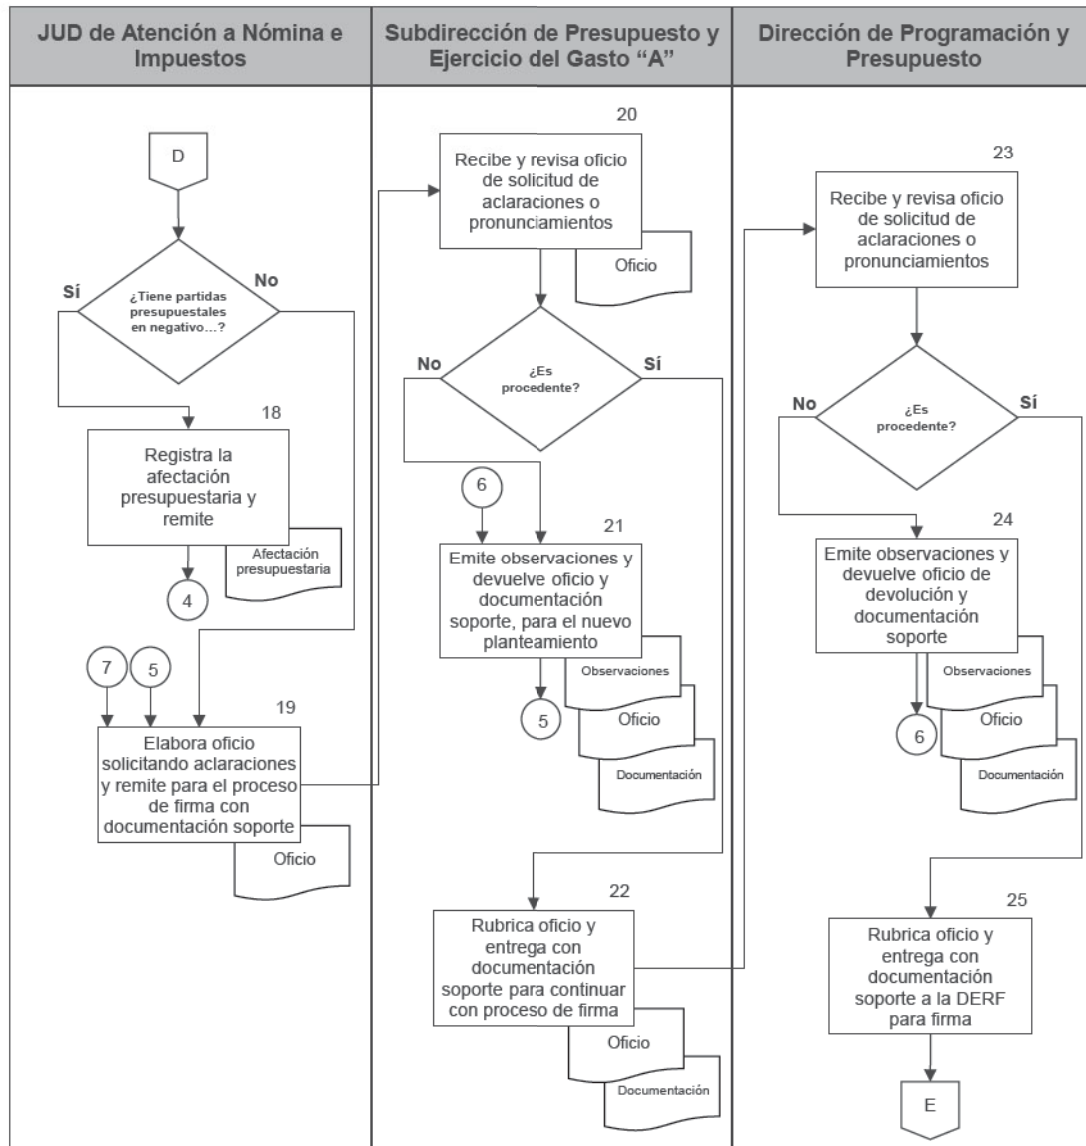 JUD de Atención a Nómina e
Impuestos
Subdirección de Presupuesto y
Ejercicio del Gasto “A”
Dirección de Programación y
Presupuesto
D
Sí
No
¿Tiene partidas
presupuestales
en negativo…?
18
Registra la
afectación
presupuestaria y
remite
Afectación
presupuestaria
4
7
5
19
Elabora oficio
solicitando aclaraciones
y remite para el proceso
de firma con
documentación soporte
Oficio
20
Recibe y revisa oficio
de solicitud de
aclaraciones o
pronunciamientos
Oficio
No
Sí
¿Es
procedente?
6
21
Emite observaciones y
devuelve oficio y
documentación
soporte, para el nuevo
planteamiento
Observaciones
5
Oficio
Documentación
22
Rubrica oficio y
entrega con
documentación
soporte para continuar
con proceso de firma
Oficio
Documentación
23
Recibe y revisa oficio
de solicitud de
aclaraciones o
pronunciamientos
No
Sí
¿Es
procedente?
24
Emite observaciones y
devuelve oficio de
devolución y
documentación
soporte
Observaciones
6
Oficio
Documentación
25
Rubrica oficio y
entrega con
documentación
soporte a la DERF
para firma
E